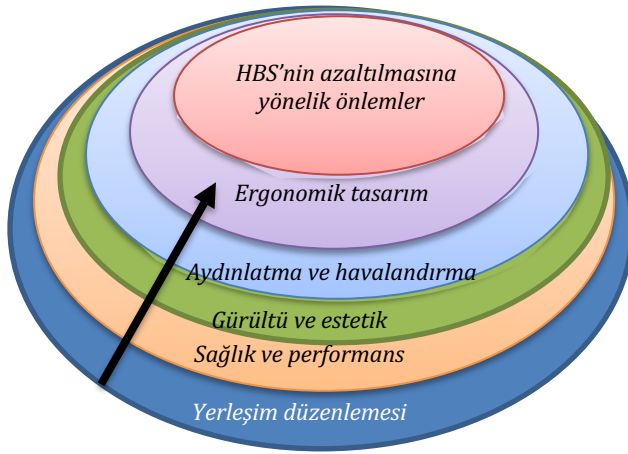 HBS’nin azaltılmasına
yönelik önlemler
Ergonomik tasarım
Aydınlatma ve havalandırma
Gürültü ve estetik
Sağlık ve performans
Yerleşim düzenlemesi